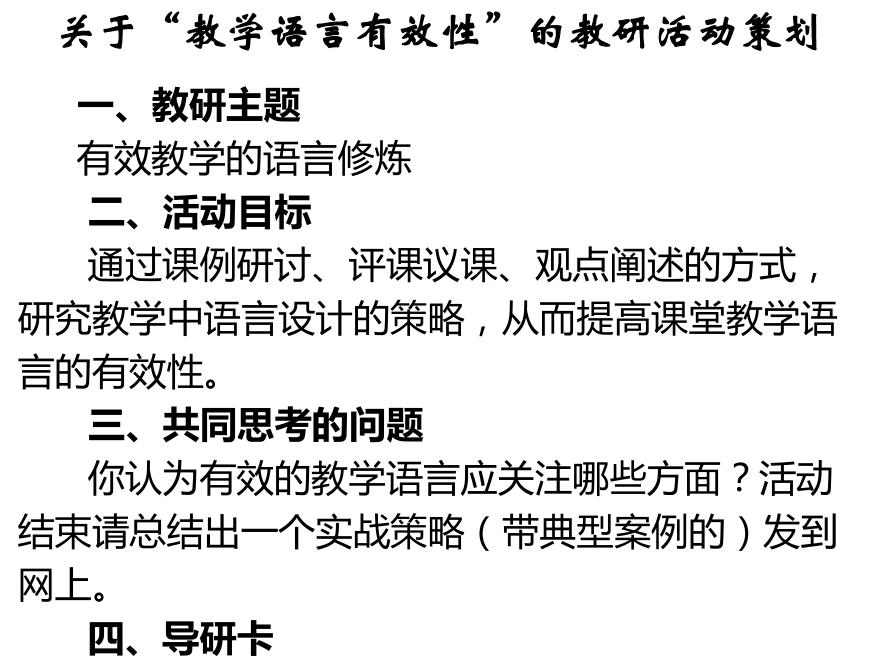 关于“教学语言有效性”的教研活动策划
一、教研主题
有效教学的语言修炼
二、活动目标
通过课例研讨、评课议课、观点阐述的方式，
研究教学中语言设计的策略，从而提高课堂教学语
言的有效性。
三、共同思考的问题
你认为有效的教学语言应关注哪些方面？活动
结束请总结出一个实战策略（带典型案例的）发到
网上。
四、导研卡